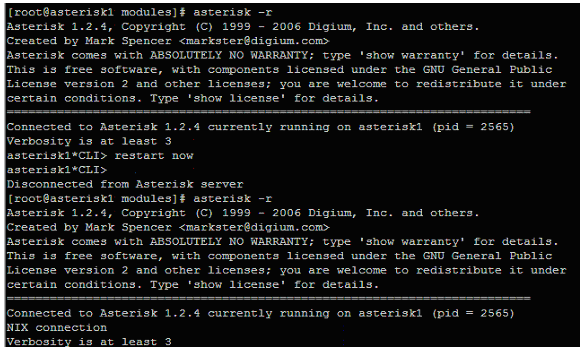 [root@asterisk1 modules]# asterisk -r
Asterisk 1.2.4, Copyright (C) 1999 - 2006 Digium, Inc. and others.
Created by Mark Spencer <markster@digium.com>
Asterisk comes with ABSOLUTELY NO WARRANTY; type 'show warranty' for details.
This is free software, with components licensed under the GNU General Public
License version 2 and other licenses; you are welcome to redistribute it under
certain conditions. Type 'show license' for details.
=========================================================================
Connected to Asterisk 1.2.4 currently running on asterisk1 (pid = 2565)
Verbosity is at least 3
asterisk1*CLI> restart now
asterisk1*CLI>
Disconnected from Asterisk server
[root@asterisk1 modules]# asterisk -r
Asterisk 1.2.4, Copyright (C) 1999 - 2006 Digium, Inc. and others.
Created by Mark Spencer <markster@digium.com>
Asterisk comes with ABSOLUTELY NO WARRANTY; type 'show warranty' for details.
This is free software, with components licensed under the GNU General Public
License version 2 and other licenses; you are welcome to redistribute it under
certain conditions. Type 'show license' for details.
=========================================================================
Connected to Asterisk 1.2.4 currently running on asterisk1 (pid = 2565)
NIX connection
Verbosity is at least 3